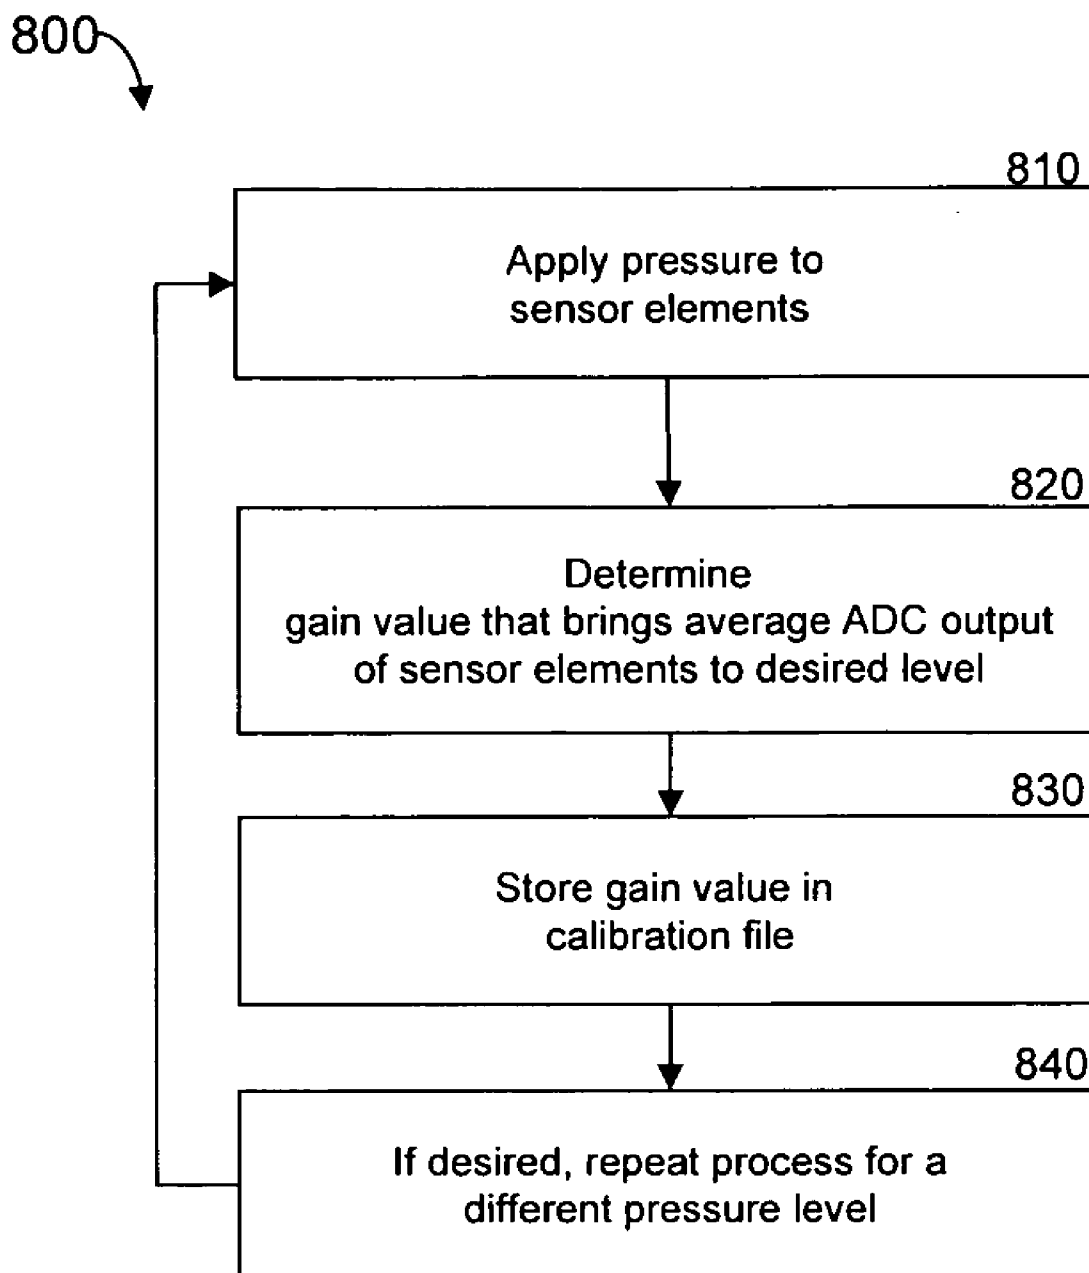 800
810
Apply pressure to
sensor elements
820
Determine
gain value that brings average ADC output
of sensor elements to desired level
830
Store gain value in
calibration file
840
If desired, repeat process for a
different pressure level